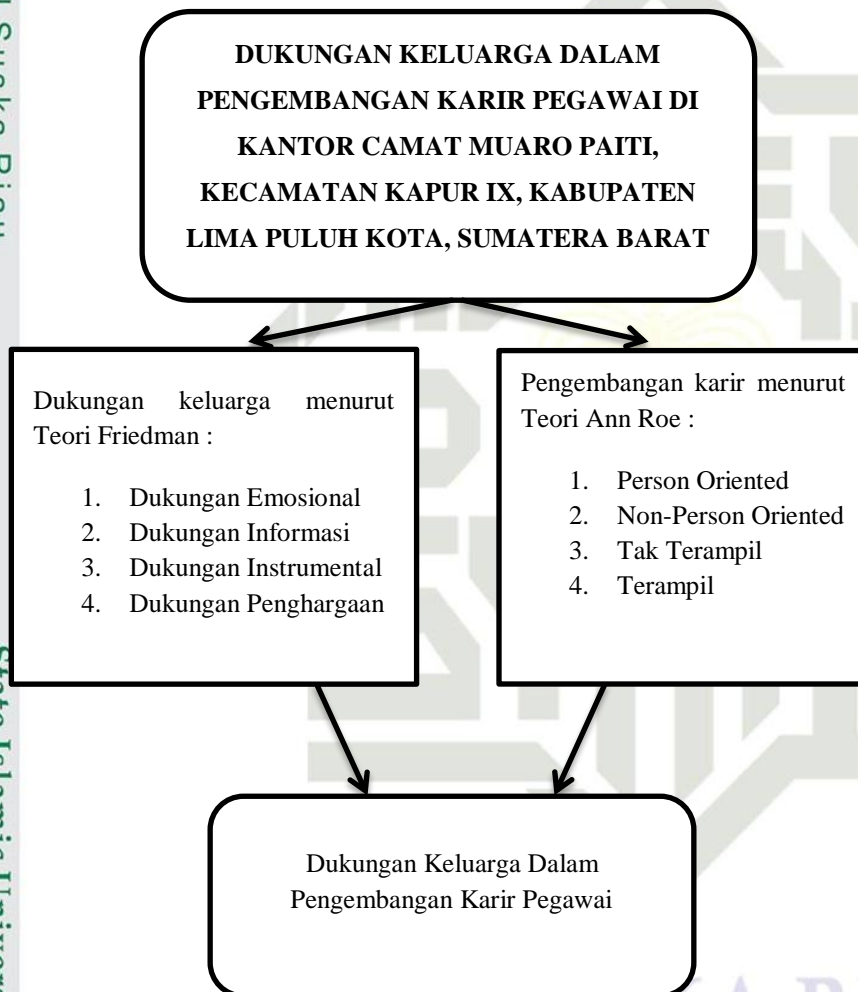 DUKUNGAN KELUARGA DALAM
PENGEMBANGAN KARIR PEGAWAI DI
KANTOR CAMAT MUARO PAITI,
KECAMATAN KAPUR IX, KABUPATEN
LIMA PULUH KOTA, SUMATERA BARAT
Dukungan keluarga menurut
Teori Friedman :
1. Dukungan Emosional
2. Dukungan Informasi
3. Dukungan Instrumental
4. Dukungan Penghargaan
Pengembangan karir menurut
Teori Ann Roe :
1. Person Oriented
2. Non-Person Oriented
3. Tak Terampil
4. Terampil
Dukungan Keluarga Dalam
Pengembangan Karir Pegawai